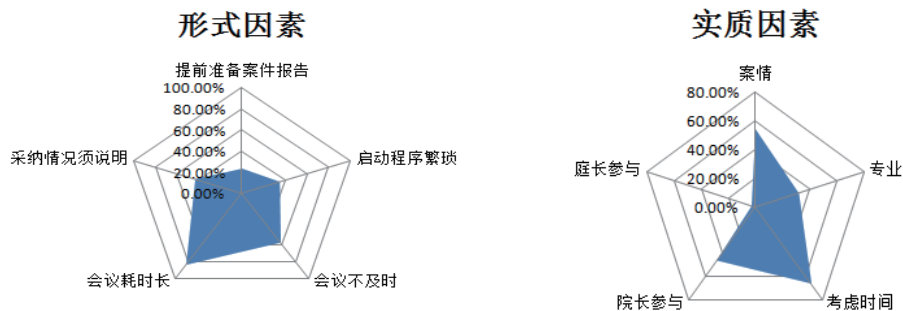 形式因素
提前准备案件报告
100.00%
80.00%
60.00%
40.00%
20.00%
0.00%
采纳情况须说明
启动程序繁琐
会议耗时长
会议不及时
实质因素
案情
80.00%
60.00%
40.00%
20.00%
0.00%
庭长参与
专业
院长参与
考虑时间